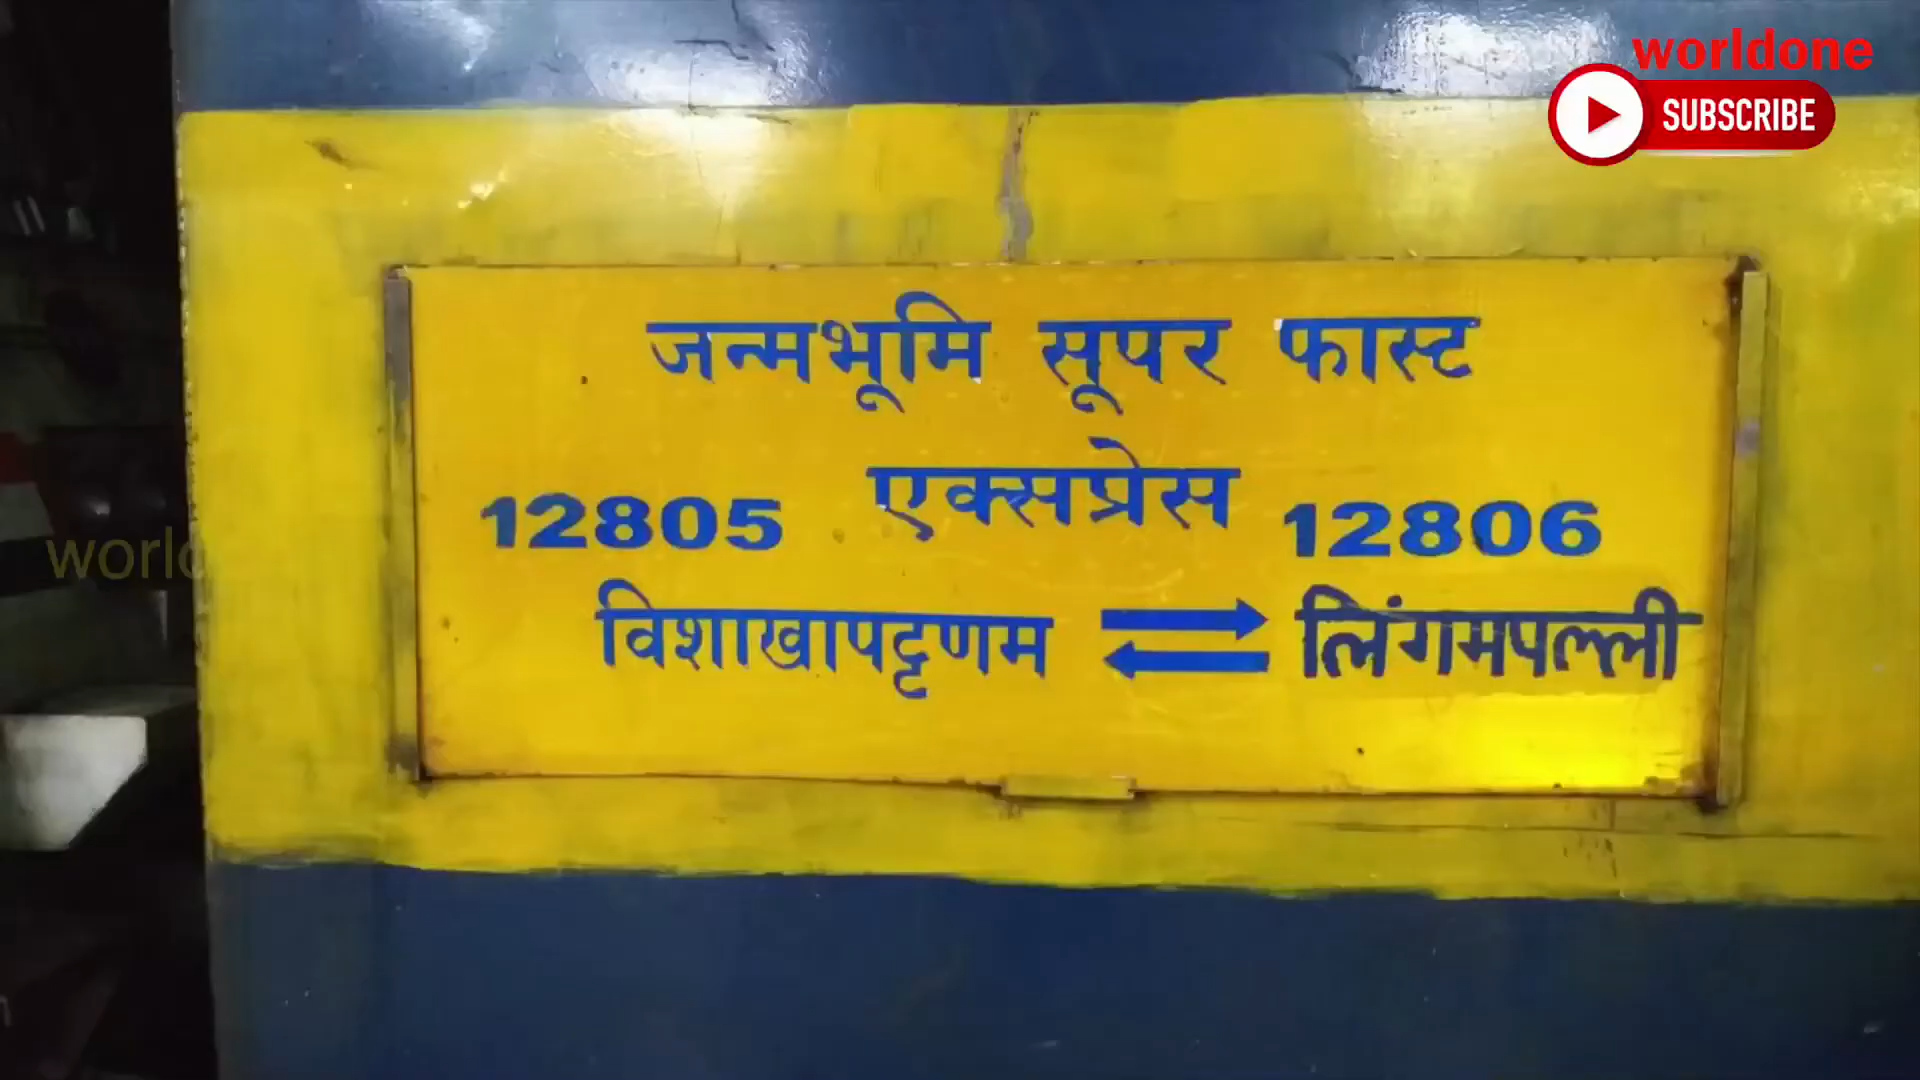 worldone
SUBSCRIBE
जन्मभूमि सूपर फास्ट
एक्सप्रेस
12805 12806
विशाखापट्टणम लिंगमपल्ली